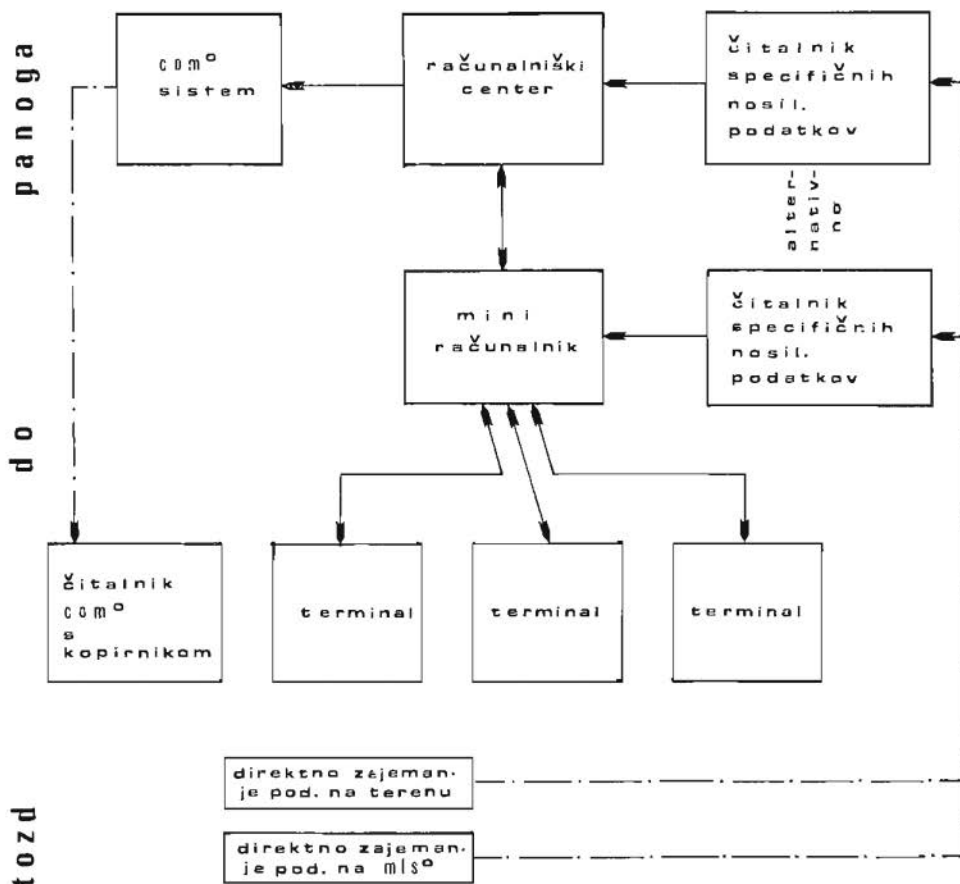 panoga
com°
sistem
računalniški
center
čitalnik
specifičnih
nosil.
podatkov
alter-
nativ-
no
do
mini
računalnik
čitalnik
specifičnih
nosil.
podatkov
čitalnik
com°
s
kopirnikom
terminal
terminal
terminal
tozd
direktno zajeman-
je pod. na terenu
direktno zajeman-
je pod. na mls°